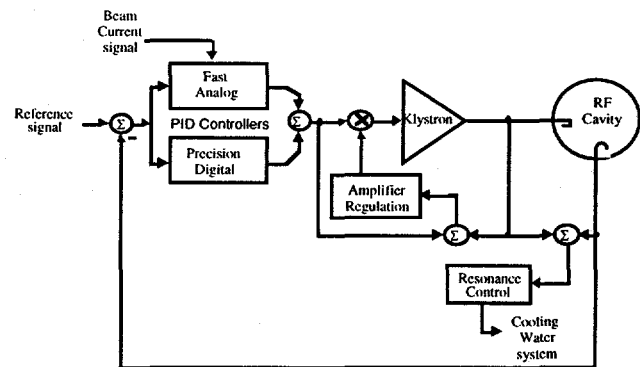 Beam
Current
signal
Fast
Analog
Reference
signal
Σ
PID Controllers
Σ
Precision
Digital
Klystron
RF
Cavity
Amplifier
Regulation
Σ
Σ
Resonance
Control
Cooling
Water
system